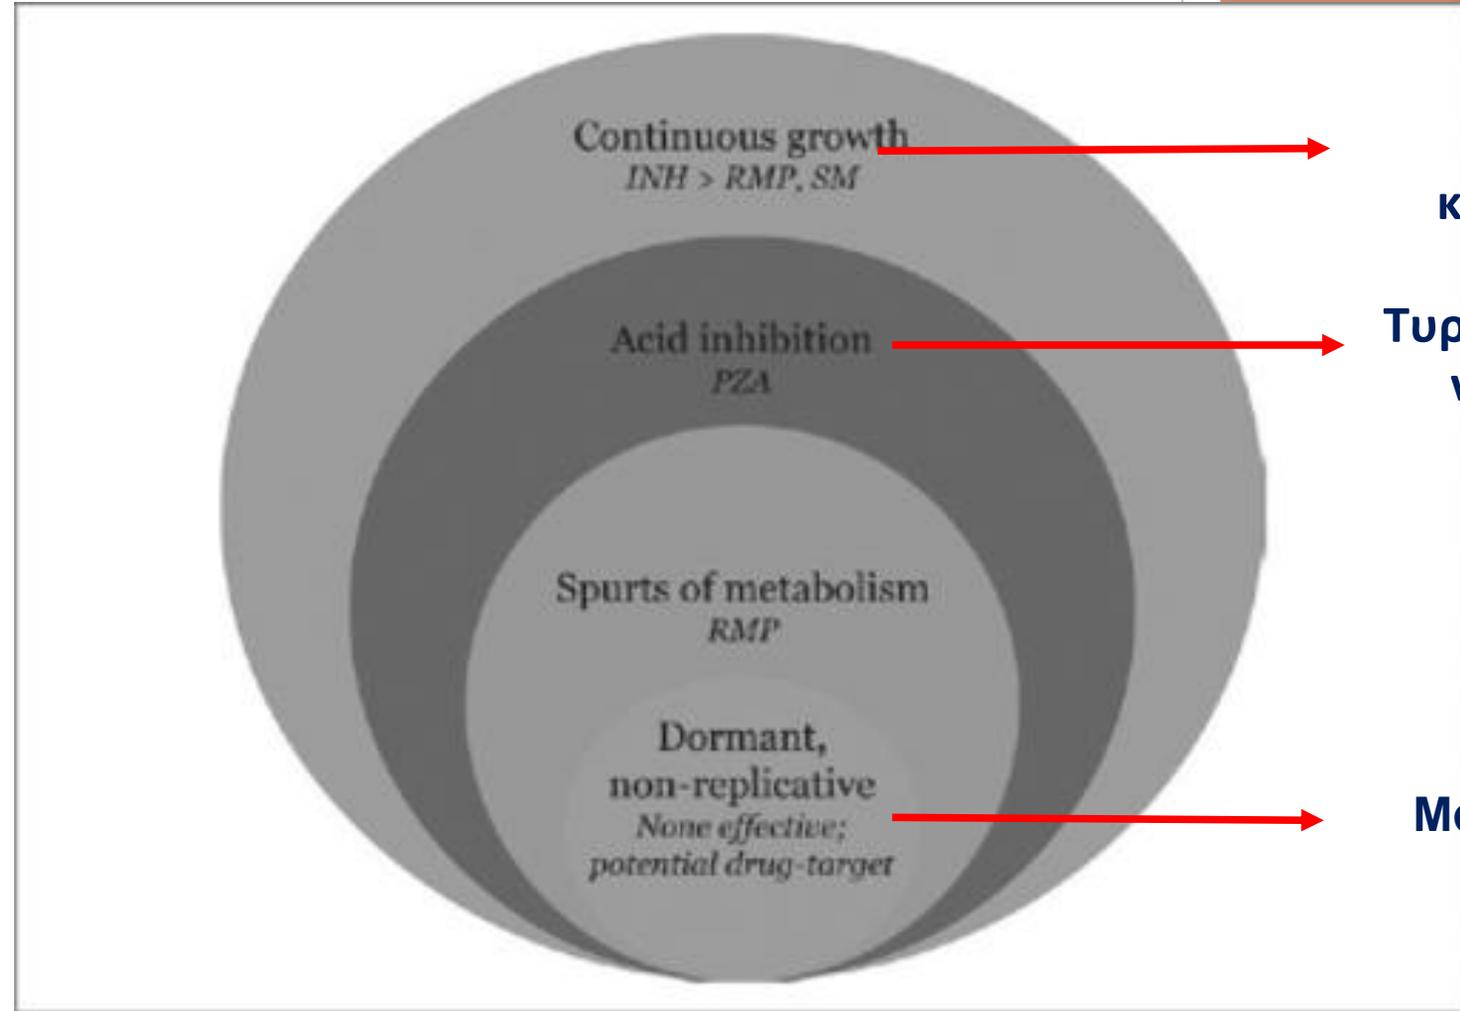 Continuous growth
INH > RMP, SM
Acid inhibition
PZA
Spurts of metabolism
RMP
Dormant,
non-replicative
None effective;
potential drug-target